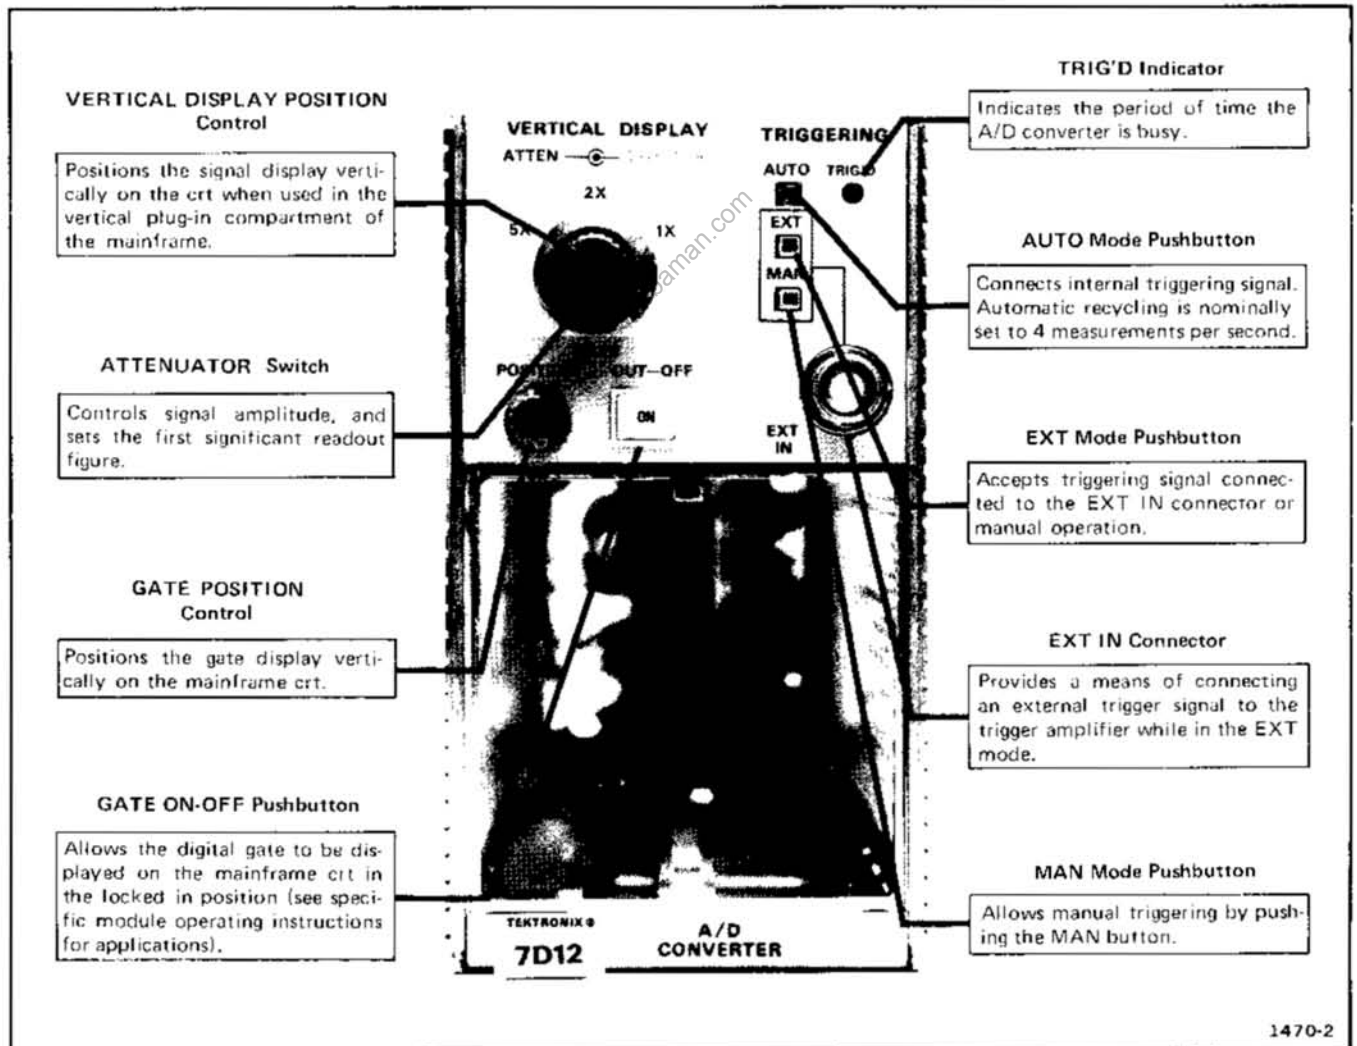 VERTICAL DISPLAY POSITION
Control
Positions the signal display verti-
cally on the crt when used in the
vertical plug-in compartment of
the mainframe.
ATTENUATOR Switch
Controls signal amplitude, and
sets the first significant readout
figure.
GATE POSITION
Control
Positions the gate display verti-
cally on the mainframe crt.
GATE ON-OFF Pushbutton
Allows the digital gate to be dis-
played on the mainframe crt in
the locked in position (see speci-
fic module operating instructions
for applications).
VERTICAL DISPLAY
ATTEN
2X
5X
1X
OUT-OFF
ON
TRIGGERING
AUTO
TRIG'D
EXT
MAN
EXT
IN
TEKTRONIX®
7D12
A/D
CONVERTER
TRIG'D Indicator
Indicates the period of time the
A/D converter is busy.
AUTO Mode Pushbutton
Connects internal triggering signal.
Automatic recycling is nominally
set to 4 measurements per second.
EXT Mode Pushbutton
Accepts triggering signal connec-
ted to the EXT IN connector or
manual operation.
EXT IN Connector
Provides a means of connecting
an external trigger signal to the
trigger amplifier while in the EXT
mode.
MAN Mode Pushbutton
Allows manual triggering by push-
ing the MAN button.
1470-2